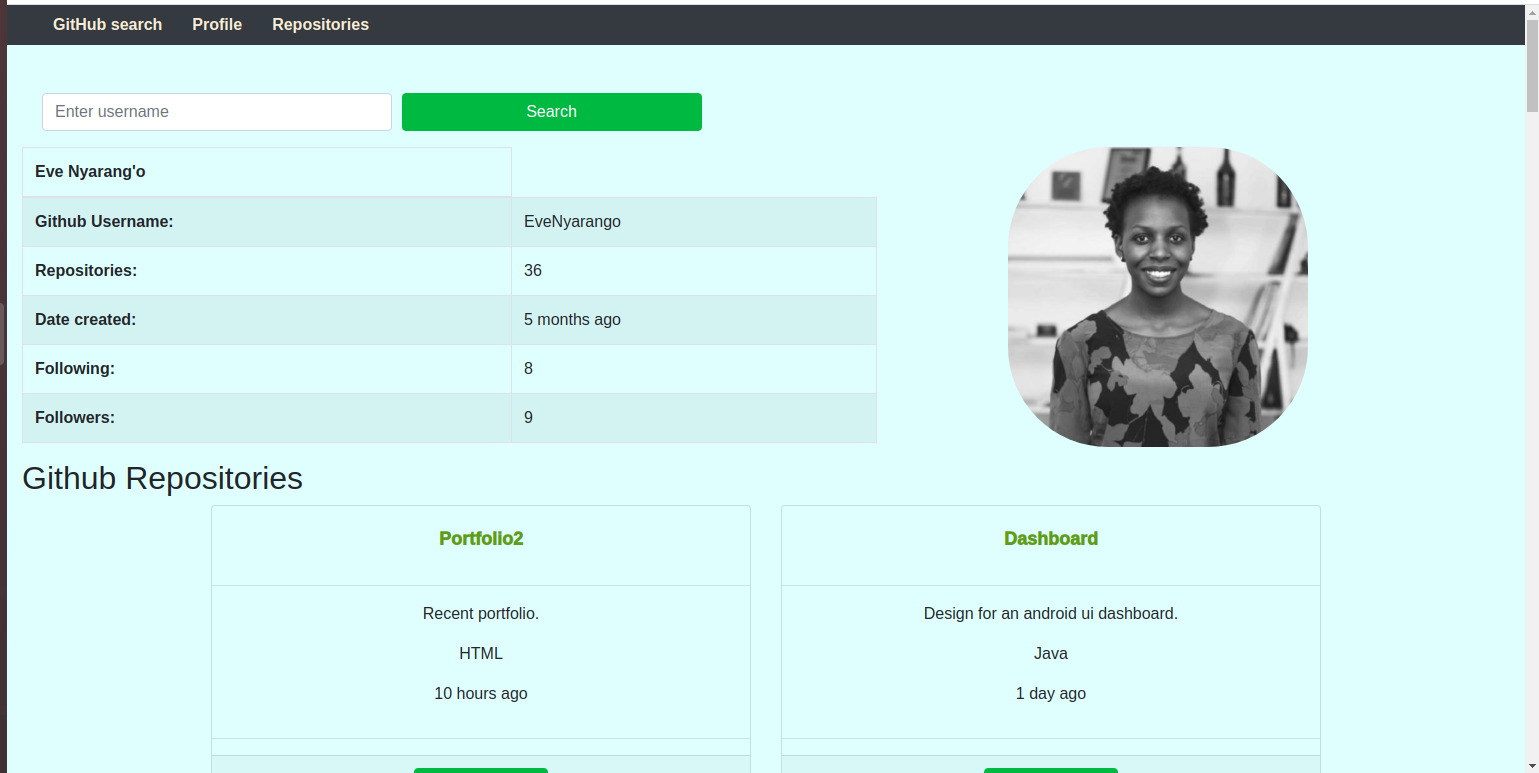 GitHub search Profile Repositories
Enter username Search
Eve Nyarang'o
Github Username: EveNyarango
Repositories: 36
Date created: 5 months ago
Following: 8
Followers: 9
Github Repositories
Portfolio2 Dashboard
Recent portfolio. Design for an android ui dashboard.
HTML Java
10 hours ago 1 day ago